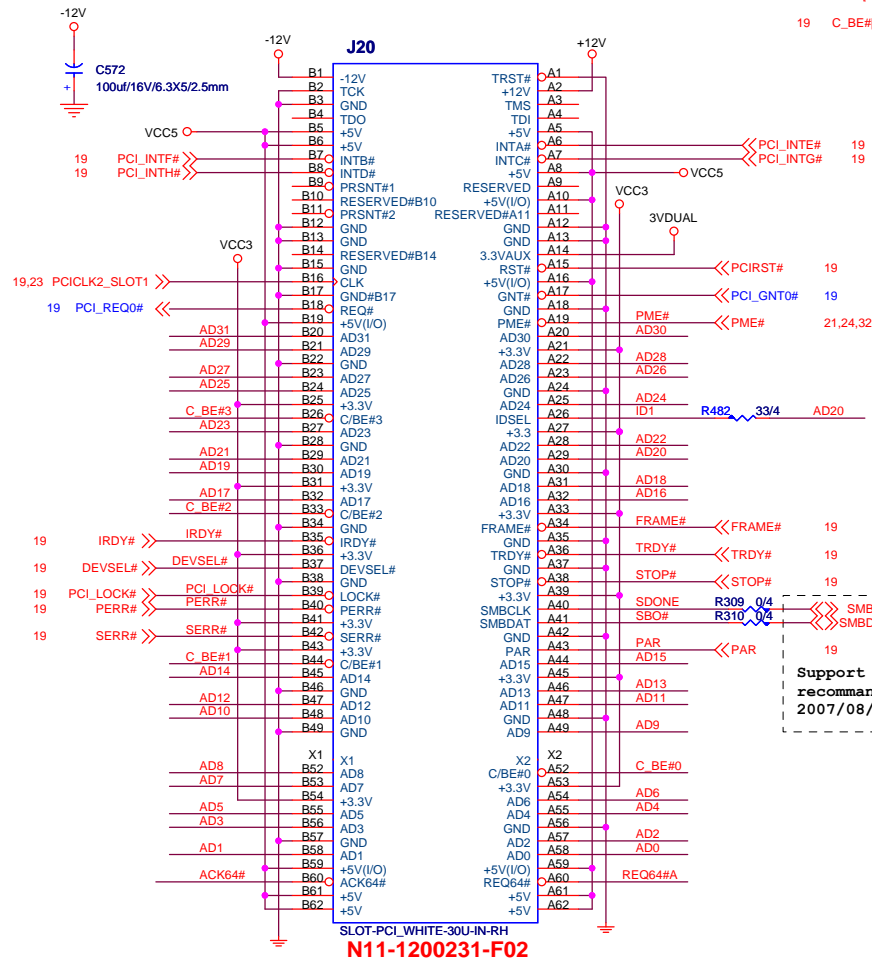 -12V
19 C_BE#
C572
100uf/16V/6.3X5/2.5mm
+
-12V
J20
+12V
B1 -12V TRST# A1
B2 TCK +12V A2
B3 GND TMS A3
B4 TDO TDI A4
VCC5 B5 +5V +5V A5
B6 +5V INTA# A6 PCI_INTE# 19
19 PCI_INTF# B7 INTB# INTC# A7 PCI_INTG# 19
19 PCI_INTH# B8 INTD# +5V A8 VCC5
B9 PRSNT#1 RESERVED A9
B10 RESERVED#B10 +5V(I/O) A10
B11 PRSNT#2 RESERVED#A11 A11
VCC3
B12 GND GND A12
3VDUAL
B13 GND GND A13
VCC3
B14 RESERVED#B14 3.3VAUX A14
B15 GND RST# A15 PCIRST# 19
19,23 PCICLK2_SLOT1 B16 CLK +5V(I/O) A16
B17 GND#B17 GNT# A17 PCI_GNT0# 19
19 PCI_REQ0# B18 REQ# GND A18
B19 +5V(I/O) PME# A19 PME# PME# 21,24,32
AD31 B20 AD31 AD30 A20 AD30
AD29 B21 AD29 +3.3V A21
B22 GND AD28 A22 AD28
AD27 B23 AD27 AD26 A23 AD26
AD25 B24 AD25 GND A24
B25 +3.3V AD24 A25 AD24
C_BE#3 B26 C/BE#3 IDSEL A26 ID1 R482 33/4 AD20
AD23 B27 AD23 +3.3 A27
B28 GND AD22 A28 AD22
AD21 B29 AD21 AD20 A29 AD20
AD19 B30 AD19 GND A30
B31 +3.3V AD18 A31 AD18
AD17 B32 AD17 AD16 A32 AD16
C_BE#2 B33 C/BE#2 +3.3V A33
B34 GND FRAME# A34 FRAME# FRAME# 19
19 IRDY# IRDY# B35 IRDY# GND A35
B36 +3.3V TRDY# A36 TRDY# TRDY# 19
19 DEVSEL# DEVSEL# B37 DEVSEL# GND A37
B38 GND STOP# A38 STOP# STOP# 19
19 PCI_LOCK# PCI_LOCK# B39 LOCK# +3.3V A39
19 PERR# PERR# B40 PERR# SMBCLK A40 SDONE R309 0/4 SMB
B41 +3.3V SMBDAT A41 SBO# R310 0/4 SMBD
19 SERR# SERR# B42 SERR# GND A42
B43 +3.3V PAR A43 PAR PAR 19
C_BE#1 B44 C/BE#1 AD15 A44 AD15
AD14 B45 AD14 +3.3V A45
Support
B46 GND AD13 A46 AD13
recomman
AD12 B47 AD12 AD11 A47 AD11
2007/08/
AD10 B48 AD10 GND A48
B49 GND AD9 A49 AD9
X1 X1 X2 X2
AD8 B52 AD8 C/BE#0 A52 C_BE#0
AD7 B53 AD7 +3.3V A53
B54 +3.3V AD6 A54 AD6
AD5 B55 AD5 AD4 A55 AD4
AD3 B56 AD3 GND A56
B57 GND AD2 A57 AD2
AD1 B58 AD1 AD0 A58 AD0
B59 +5V(I/O) +5V(I/O) A59
ACK64# B60 ACK64# REQ64# A60 REQ64#A
B61 +5V +5V A61
B62 +5V +5V A62
SLOT-PCI_WHITE-30U-IN-RH
N11-1200231-F02